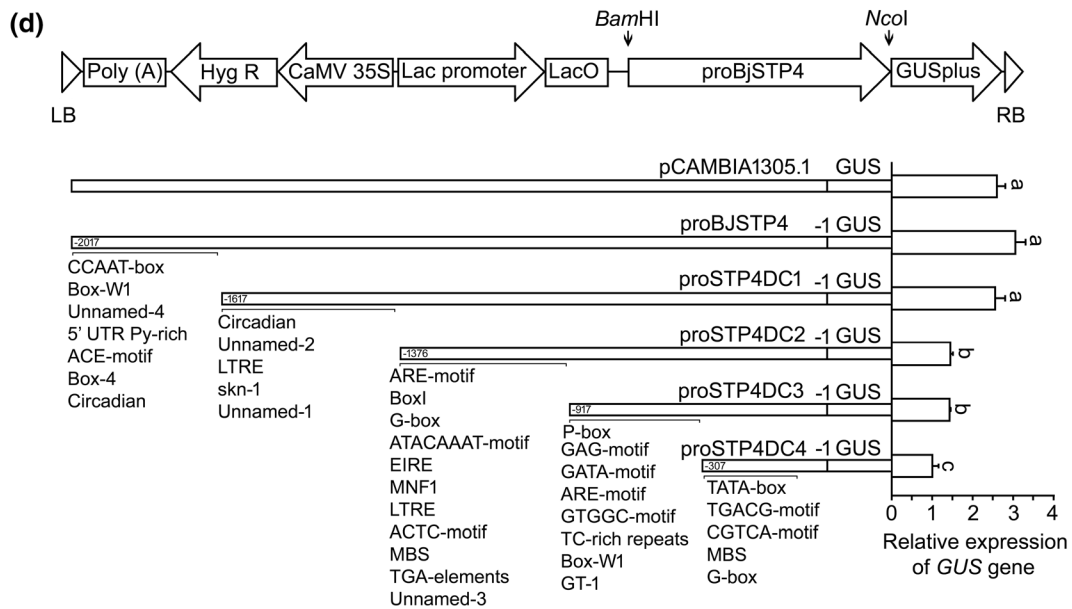 (d)
BamHI
NcoI
Poly (A)
Hyg R
CaMV 35S
Lac promoter
LacO
proBjSTP4
GUSplus
LB
RB
pCAMBIA1305.1 GUS
a
proBJSTP4 -1 GUS
-2017
a
CCAAT-box
Box-W1
Unnamed-4
5' UTR Py-rich
ACE-motif
Box-4
Circadian
proSTP4DC1 -1 GUS
-1617
a
Circadian
Unnamed-2
LTRE
skn-1
Unnamed-1
proSTP4DC2 -1 GUS
-1376
b
ARE-motif
BoxI
G-box
ATACAAAT-motif
EIRE
MNF1
LTRE
ACTC-motif
MBS
TGA-elements
Unnamed-3
proSTP4DC3 -1 GUS
-917
b
P-box
GAG-motif
GATA-motif
ARE-motif
GTGGC-motif
TC-rich repeats
Box-W1
GT-1
proSTP4DC4 -1 GUS
-307
c
TATA-box
TGACG-motif
CGTCA-motif
MBS
G-box
0 1 2 3 4
Relative expression
of GUS gene